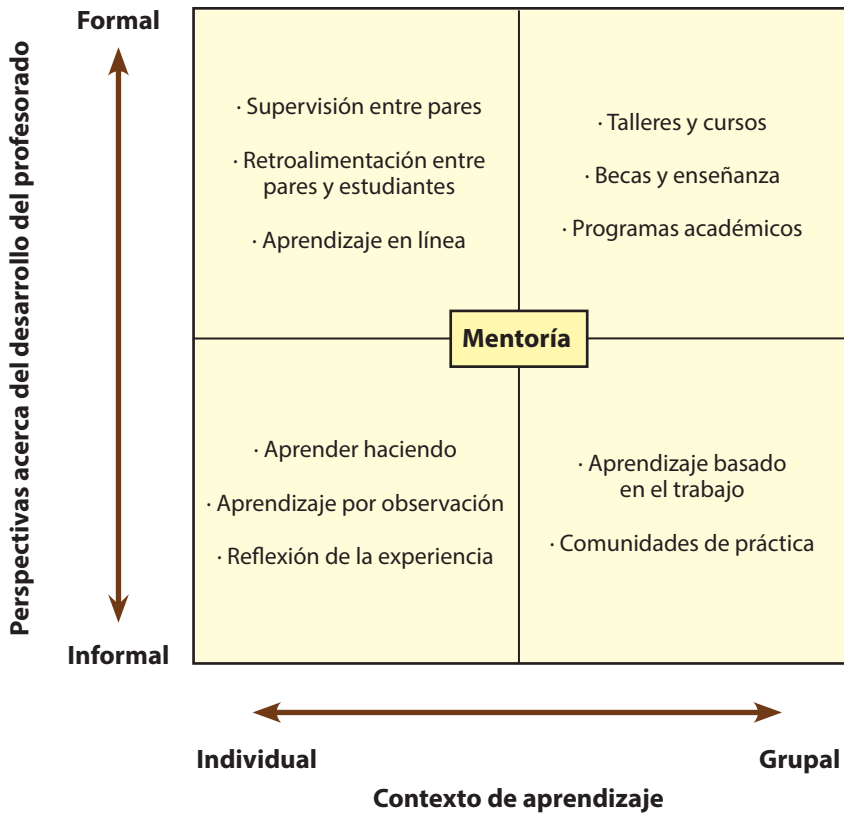 Perspectivas acerca del desarrollo del profesorado
Formal
· Supervisión entre pares
· Retroalimentación entre
pares y estudiantes
· Aprendizaje en línea
· Talleres y cursos
· Becas y enseñanza
· Programas académicos
Mentoría
· Aprender haciendo
· Aprendizaje por observación
· Reflexión de la experiencia
· Aprendizaje basado
en el trabajo
· Comunidades de práctica
Informal
Individual
Grupal
Contexto de aprendizaje